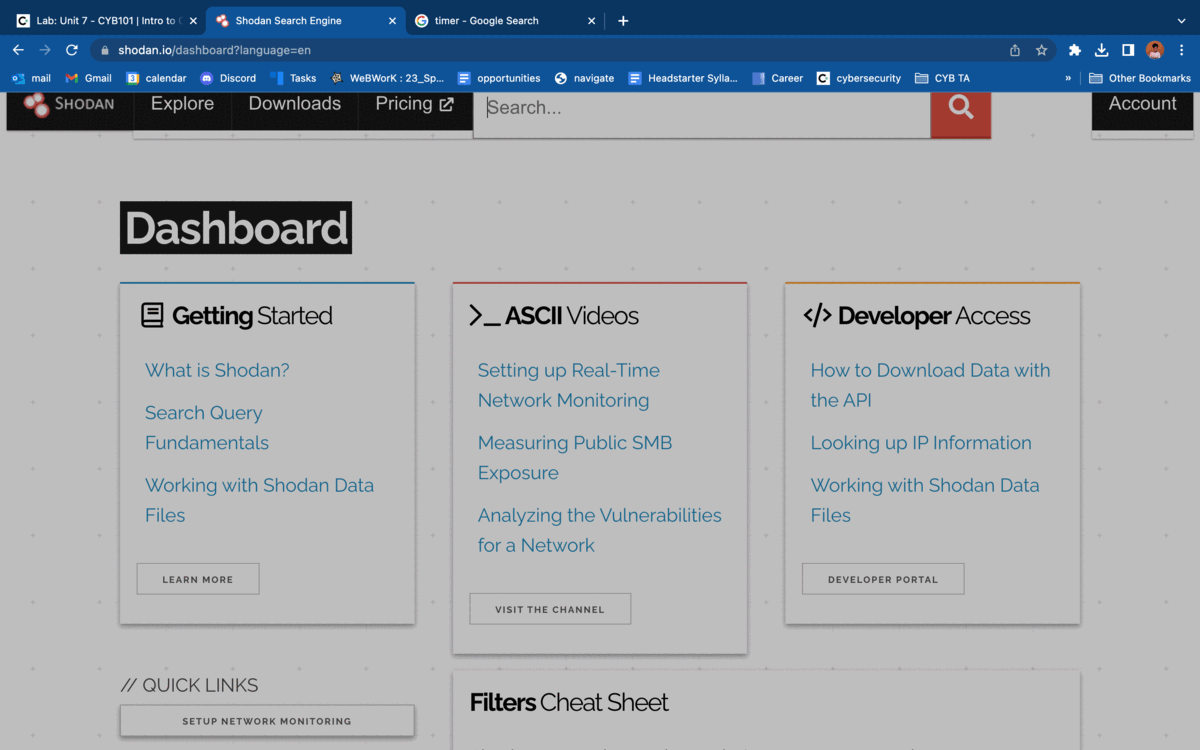 Lab: Unit 7 - CYB101 | Intro to
Shodan Search Engine
timer - Google Search
shodan.io/dashboard?language=en
mail
Gmail
calendar
Discord
Tasks
WeBWorK : 23_Sp...
opportunities
navigate
Headstarter Sylla...
Career
cybersecurity
CYB TA
»
Other Bookmarks
SHODAN
Explore
Downloads
Pricing
Search...
Account
Dashboard
Getting Started
What is Shodan?
Search Query
Fundamentals
Working with Shodan Data
Files
LEARN MORE
>_ ASCII Videos
Setting up Real-Time
Network Monitoring
Measuring Public SMB
Exposure
Analyzing the Vulnerabilities
for a Network
VISIT THE CHANNEL
</> Developer Access
How to Download Data with
the API
Looking up IP Information
Working with Shodan Data
Files
DEVELOPER PORTAL
// QUICK LINKS
SETUP NETWORK MONITORING
Filters Cheat Sheet